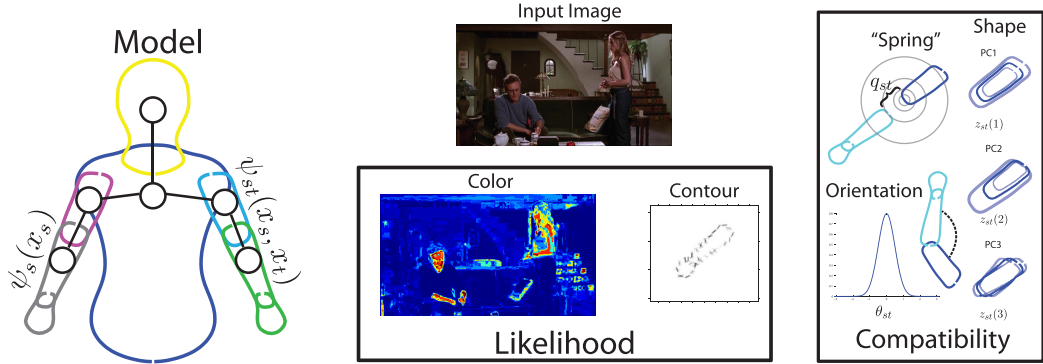 Model
ψ_s(x_s)
ψ_st(x_s, x_t)
Input Image
Color
Contour
Likelihood
“Spring”
q_st
Orientation
θ_st
Shape
PC1
z_st(1)
PC2
z_st(2)
PC3
z_st(3)
Compatibility